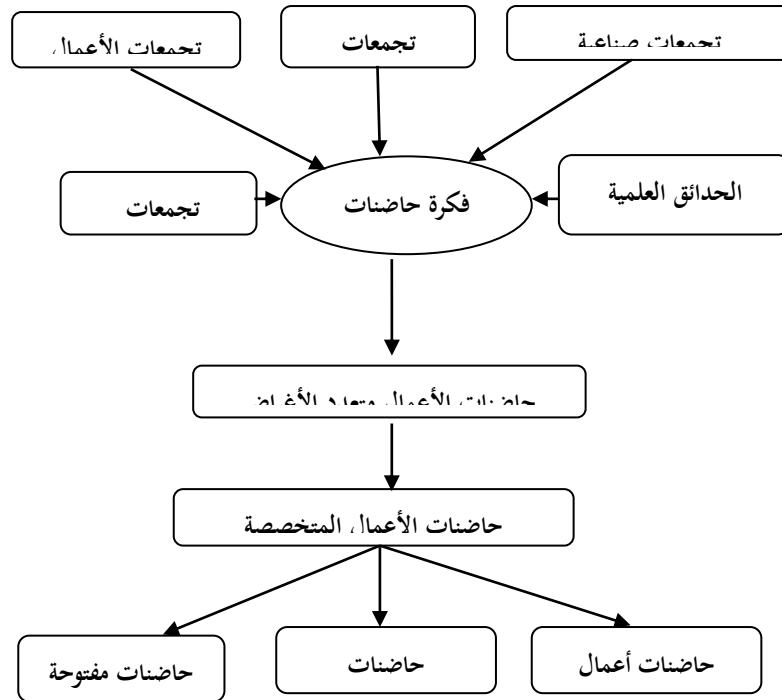 تجمعات صناعية
تجمعات
تجمعات الأعمال
الحدائق العلمية
فكرة حاضنات
تجمعات
حاضنات الأعمال متعدد الأغراض
حاضنات الأعمال المتخصصة
حاضنات أعمال
حاضنات
حاضنات مفتوحة